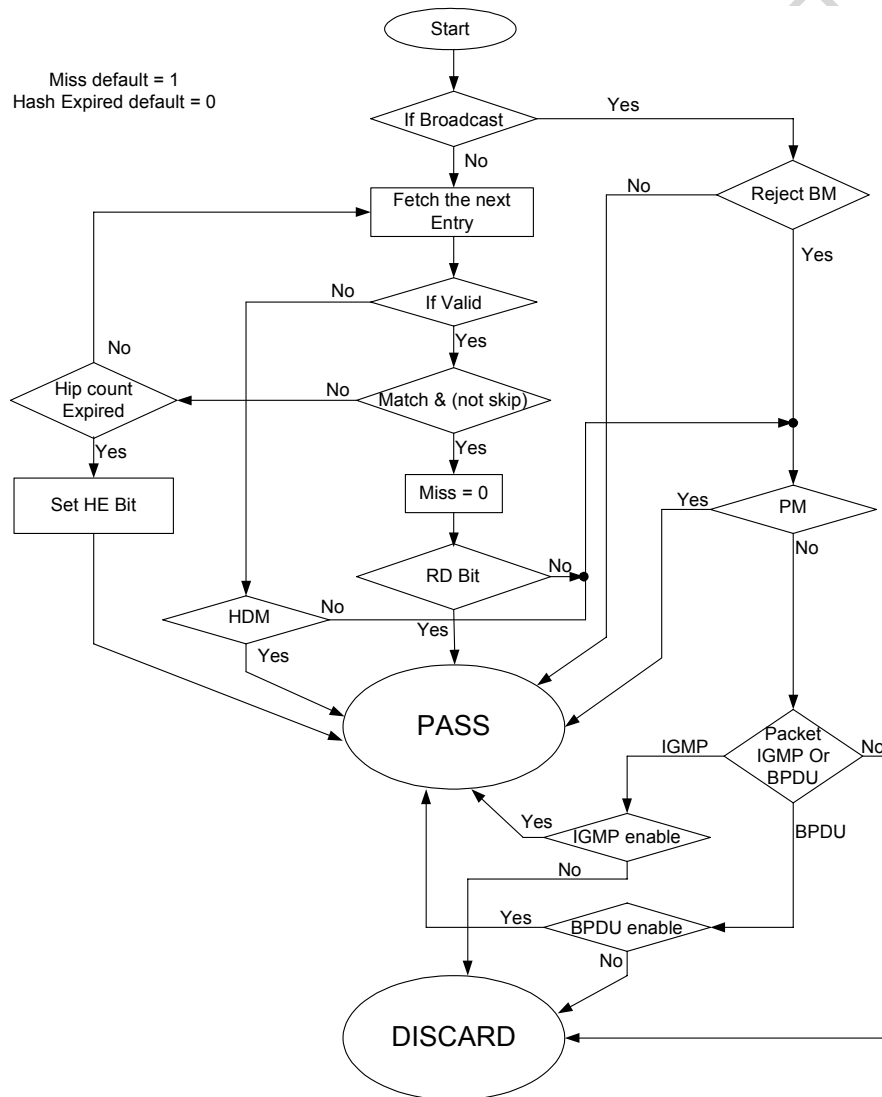 Start
Miss default = 1
Hash Expired default = 0
If Broadcast
Yes
No
Fetch the next
Entry
No
Reject BM
Yes
No
If Valid
Yes
No
Hip count
Expired
No
Match & (not skip)
Yes
Yes
Set HE Bit
Miss = 0
Yes
PM
No
RD Bit
No
HDM
No
Yes
Yes
PASS
IGMP
Packet
IGMP Or
BPDU
No
Yes
IGMP enable
BPDU
No
Yes
BPDU enable
No
DISCARD